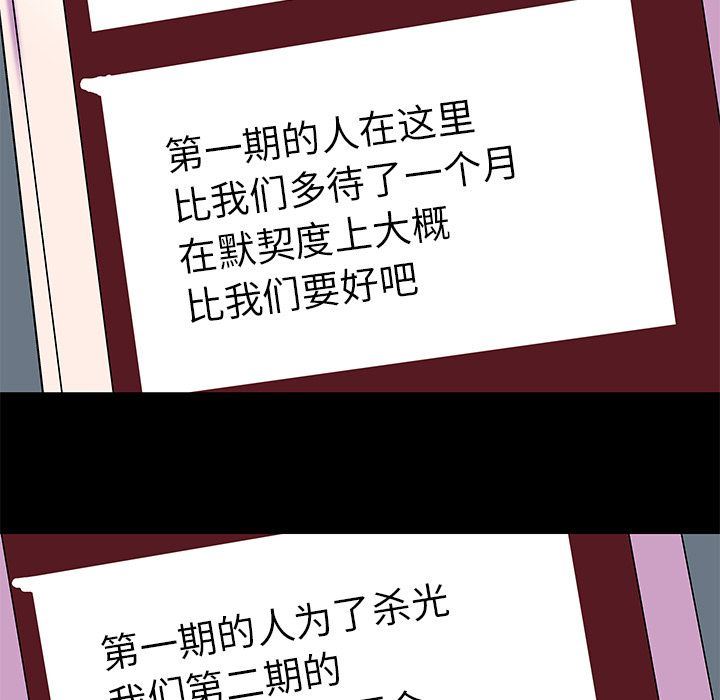 第一期的人在这里
比我们多待了一个月
在默契度上大概
比我们要好吧
第一期的人为了杀光
我们第二期的